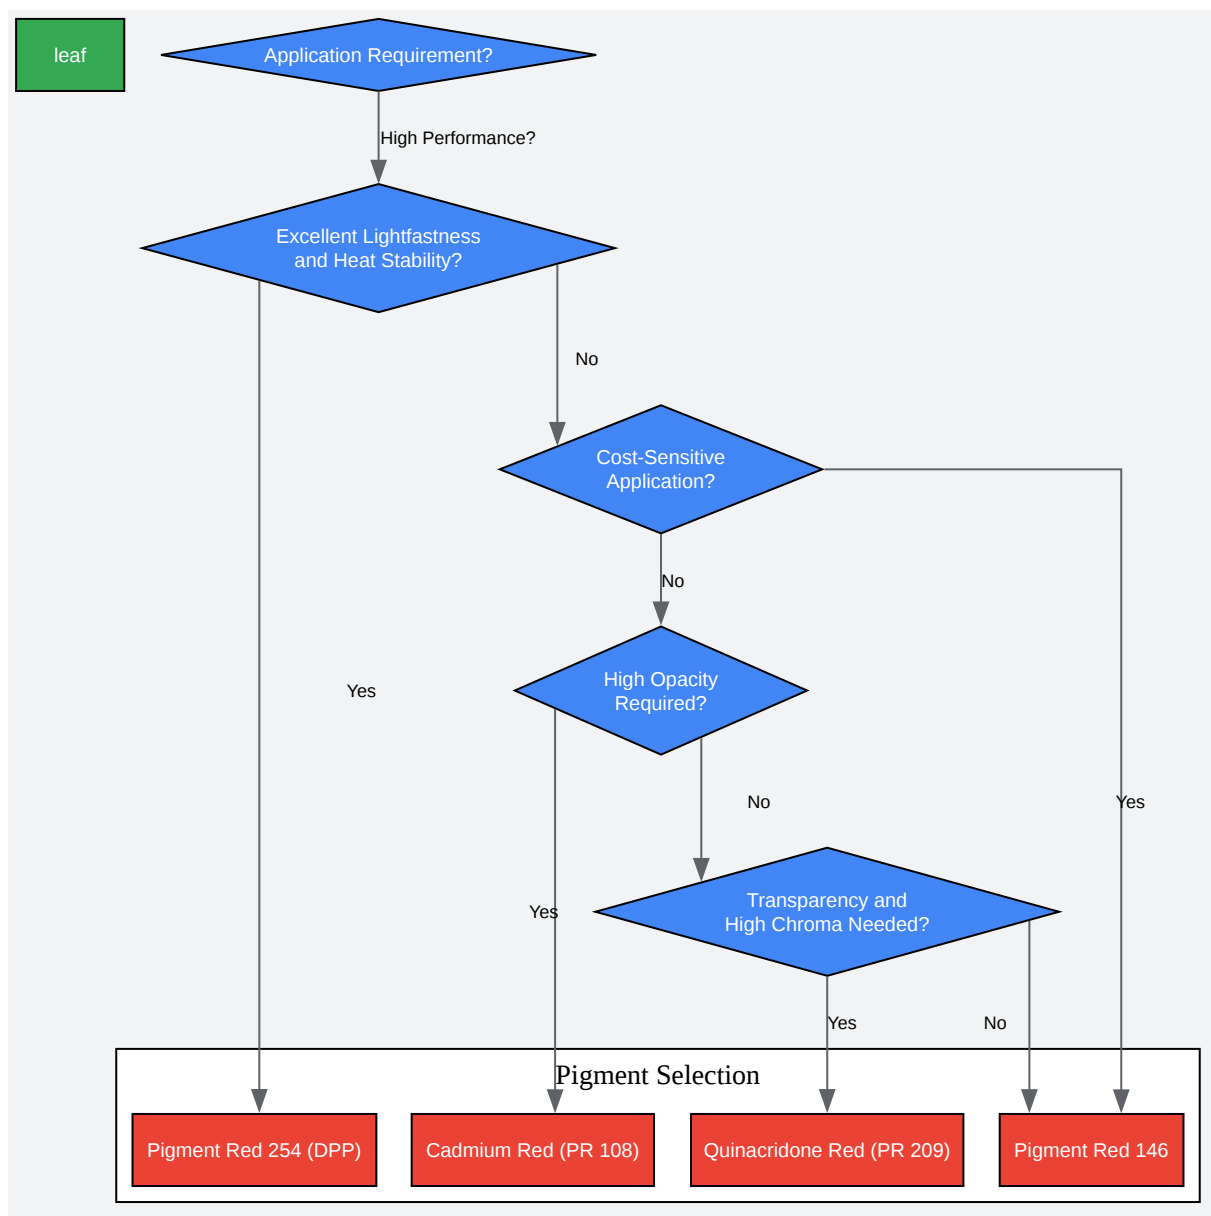 leaf
Application Requirement?
High Performance?
Excellent Lightfastness
and Heat Stability?
No
Cost-Sensitive
Application?
No
High Opacity
Required?
Yes
No
Yes
Transparency and
High Chroma Needed?
Yes
Yes
No
Pigment Selection
Pigment Red 254 (DPP)
Cadmium Red (PR 108)
Quinacridone Red (PR 209)
Pigment Red 146